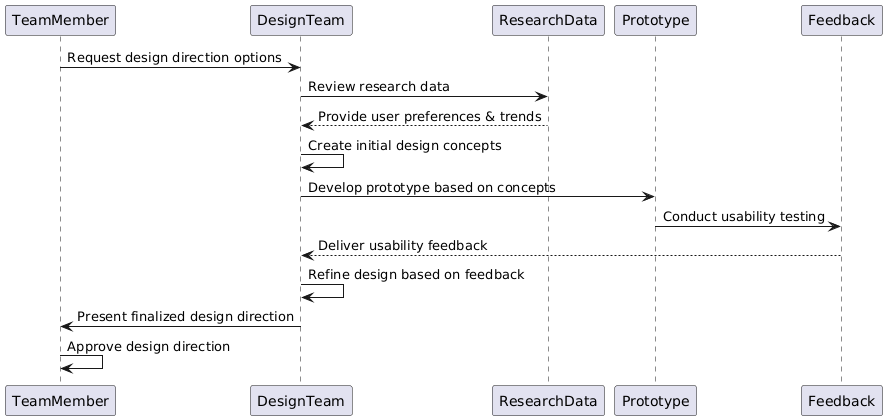 TeamMember DesignTeam ResearchData Prototype Feedback
Request design direction options
Review research data
Provide user preferences & trends
Create initial design concepts
Develop prototype based on concepts
Conduct usability testing
Deliver usability feedback
Refine design based on feedback
Present finalized design direction
Approve design direction
TeamMember DesignTeam ResearchData Prototype Feedback